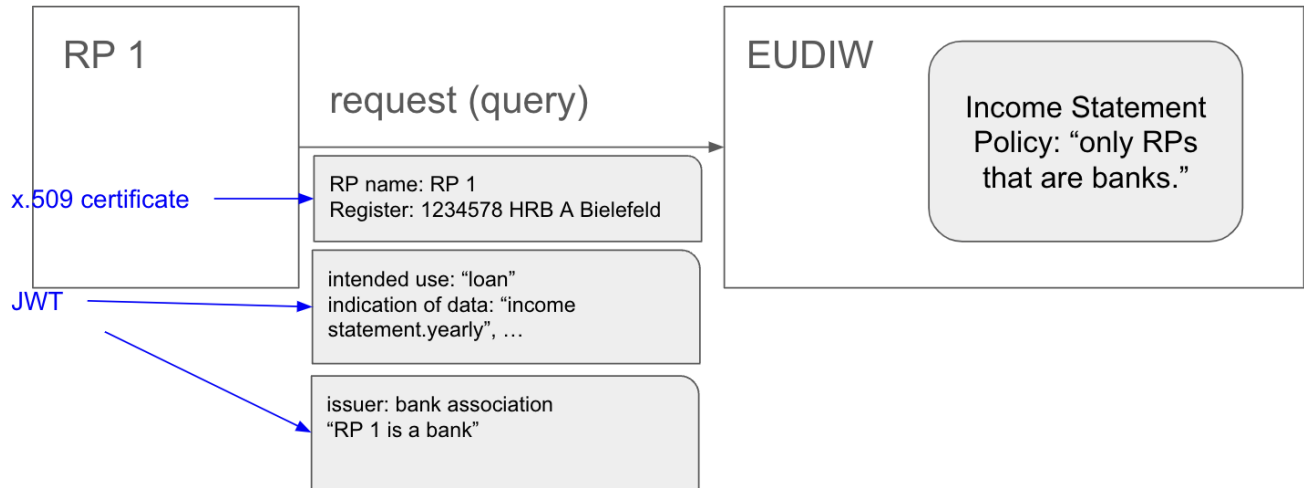 RP 1
EUDIW
request (query)
Income Statement
Policy: “only RPs
that are banks.”
x.509 certificate
RP name: RP 1
Register: 1234578 HRB A Bielefeld
JWT
intended use: “loan”
indication of data: “income
statement.yearly”, …
issuer: bank association
“RP 1 is a bank”